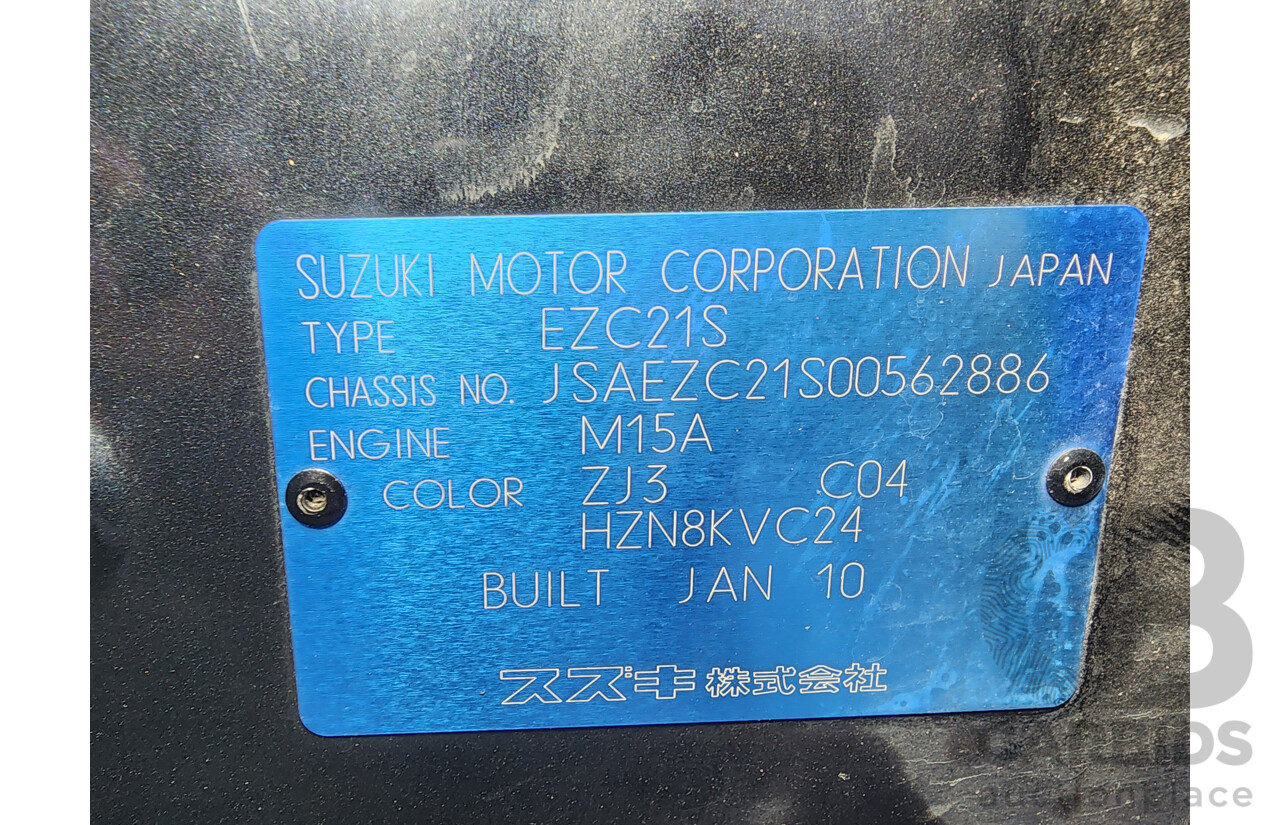 SUZUKI MOTOR CORPORATION JAPAN
TYPE EZC21S
CHASSIS NO. JSAEZC21S00562886
ENGINE M15A
COLOR ZJ3 C04
HZN8KVC24
BUILT JAN 10
スズキ株式会社